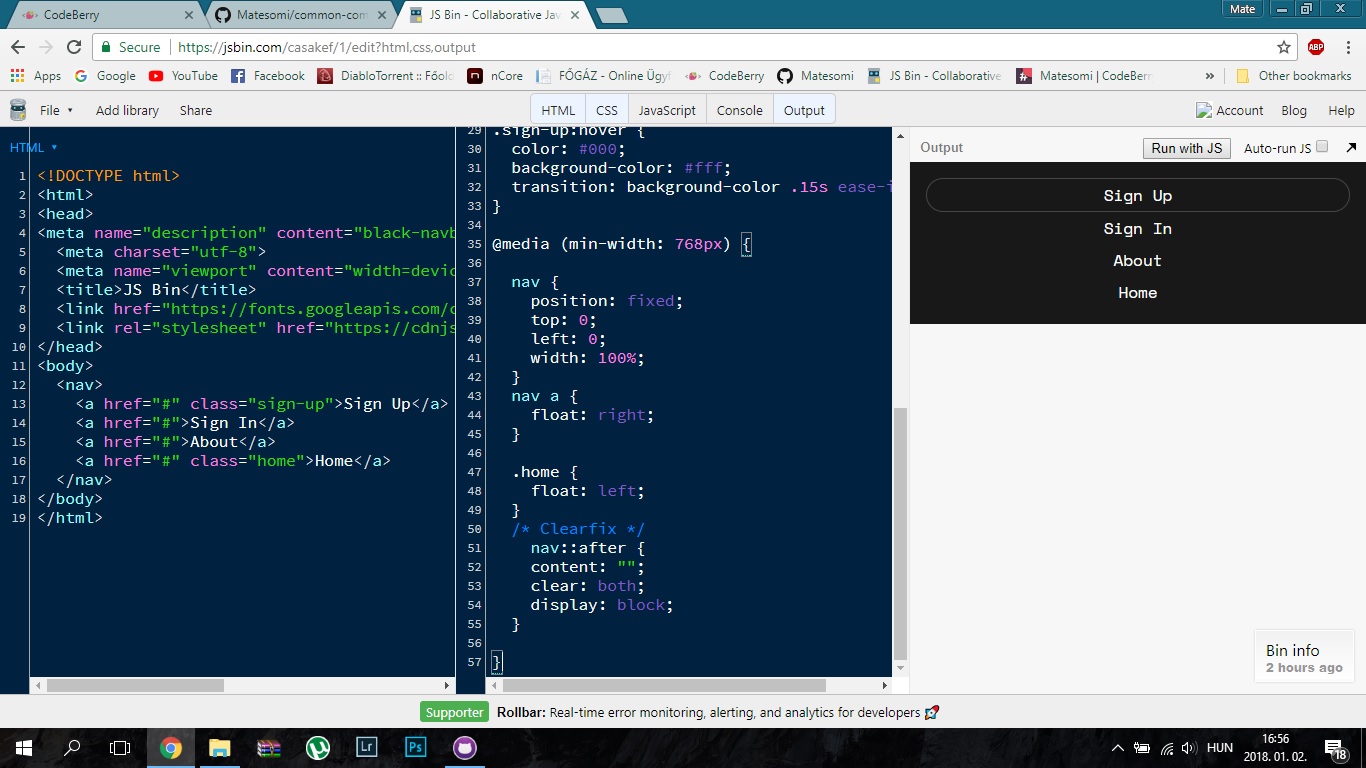 CodeBerry
Matesomi/common-com
JS Bin - Collaborative Jav
Mate
Secure
https://jsbin.com/casakef/1/edit?html,css,output
ABP
Apps
Google
YouTube
Facebook
DiabloTorrent :: Főold
nCore
FŐGÁZ - Online Ügyf
CodeBerry
Matesomi
JS Bin - Collaborative
Matesomi | CodeBerr
»
Other bookmarks
File
Add library
Share
HTML
CSS
JavaScript
Console
Output
Account
Blog
Help
HTML
1 <!DOCTYPE html>
2 <html>
3 <head>
4 <meta name="description" content="black-navb
5 <meta charset="utf-8">
6 <meta name="viewport" content="width=devic
7 <title>JS Bin</title>
8 <link href="https://fonts.googleapis.com/c
9 <link rel="stylesheet" href="https://cdnjs
10 </head>
11 <body>
12 <nav>
13 <a href="#" class="sign-up">Sign Up</a>
14 <a href="#">Sign In</a>
15 <a href="#">About</a>
16 <a href="#" class="home">Home</a>
17 </nav>
18 </body>
19 </html>
29 .sign-up:hover {
30 color: #000;
31 background-color: #fff;
32 transition: background-color .15s ease-i
33 }
34
35 @media (min-width: 768px) {
36
37 nav {
38 position: fixed;
39 top: 0;
40 left: 0;
41 width: 100%;
42 }
43 nav a {
44 float: right;
45 }
46
47 .home {
48 float: left;
49 }
50 /* Clearfix */
51 nav::after {
52 content: "";
53 clear: both;
54 display: block;
55 }
56
57 }
Output
Run with JS
Auto-run JS
Sign Up
Sign In
About
Home
Bin info
2 hours ago
Supporter
Rollbar: Real-time error monitoring, alerting, and analytics for developers 🚀
Lr
Ps
HUN
16:56
2018. 01. 02.
18